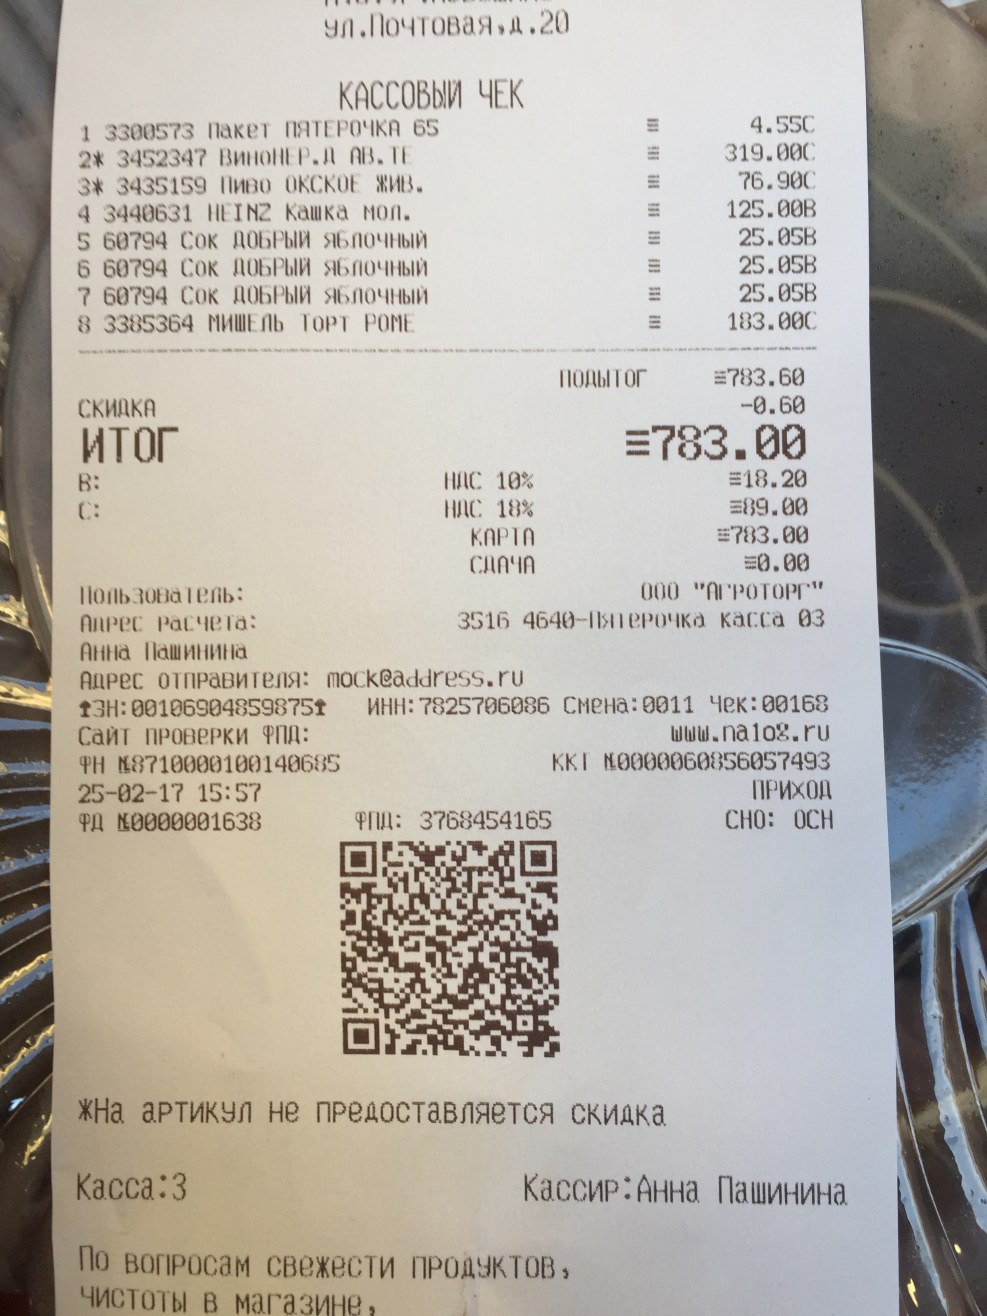 ул.Почтовая,д.20
КАССОВЫЙ ЧЕК
1 3300573 Пакет ПЯТЕРОЧКА 65 ≡ 4.55С
2* 3452347 ВИНОНЕР.Д АВ.ТЕ ≡ 319.00С
3* 3435159 Пиво ОКСКОЕ ЖИВ. ≡ 76.90С
4 3440631 HEINZ Кашка мол. ≡ 125.00В
5 60794 Сок ДОБРЫЙ ЯБЛОЧНЫЙ ≡ 25.05В
6 60794 Сок ДОБРЫЙ ЯБЛОЧНЫЙ ≡ 25.05В
7 60794 Сок ДОБРЫЙ ЯБЛОЧНЫЙ ≡ 25.05В
8 3385364 МИШЕЛЬ Торт РОМЕ ≡ 183.00С
ПОДЫТОГ ≡783.60
СКИДКА -0.60
ИТОГ ≡783.00
В: НДС 10% ≡18.20
С: НДС 18% ≡89.00
КАРТА ≡783.00
СДАЧА ≡0.00
Пользователь: ООО "АГРОТОРГ"
Адрес расчета: 3516 4640-Пятерочка касса 03
Анна Пашинина
Адрес отправителя: mock@address.ru
ЗН:00106904859875 ИНН:7825706086 Смена:0011 Чек:00168
Сайт проверки ФПД: www.nalog.ru
ФН №8710000100140685 ККТ №0000060856057493
25-02-17 15:57 ПРИХОД
ФД №0000001638 ФПД: 3768454165 СНО: ОСН
*На артикул не предоставляется скидка
Касса:3 Кассир:Анна Пашинина
По вопросам свежести продуктов,
чистоты в магазине,